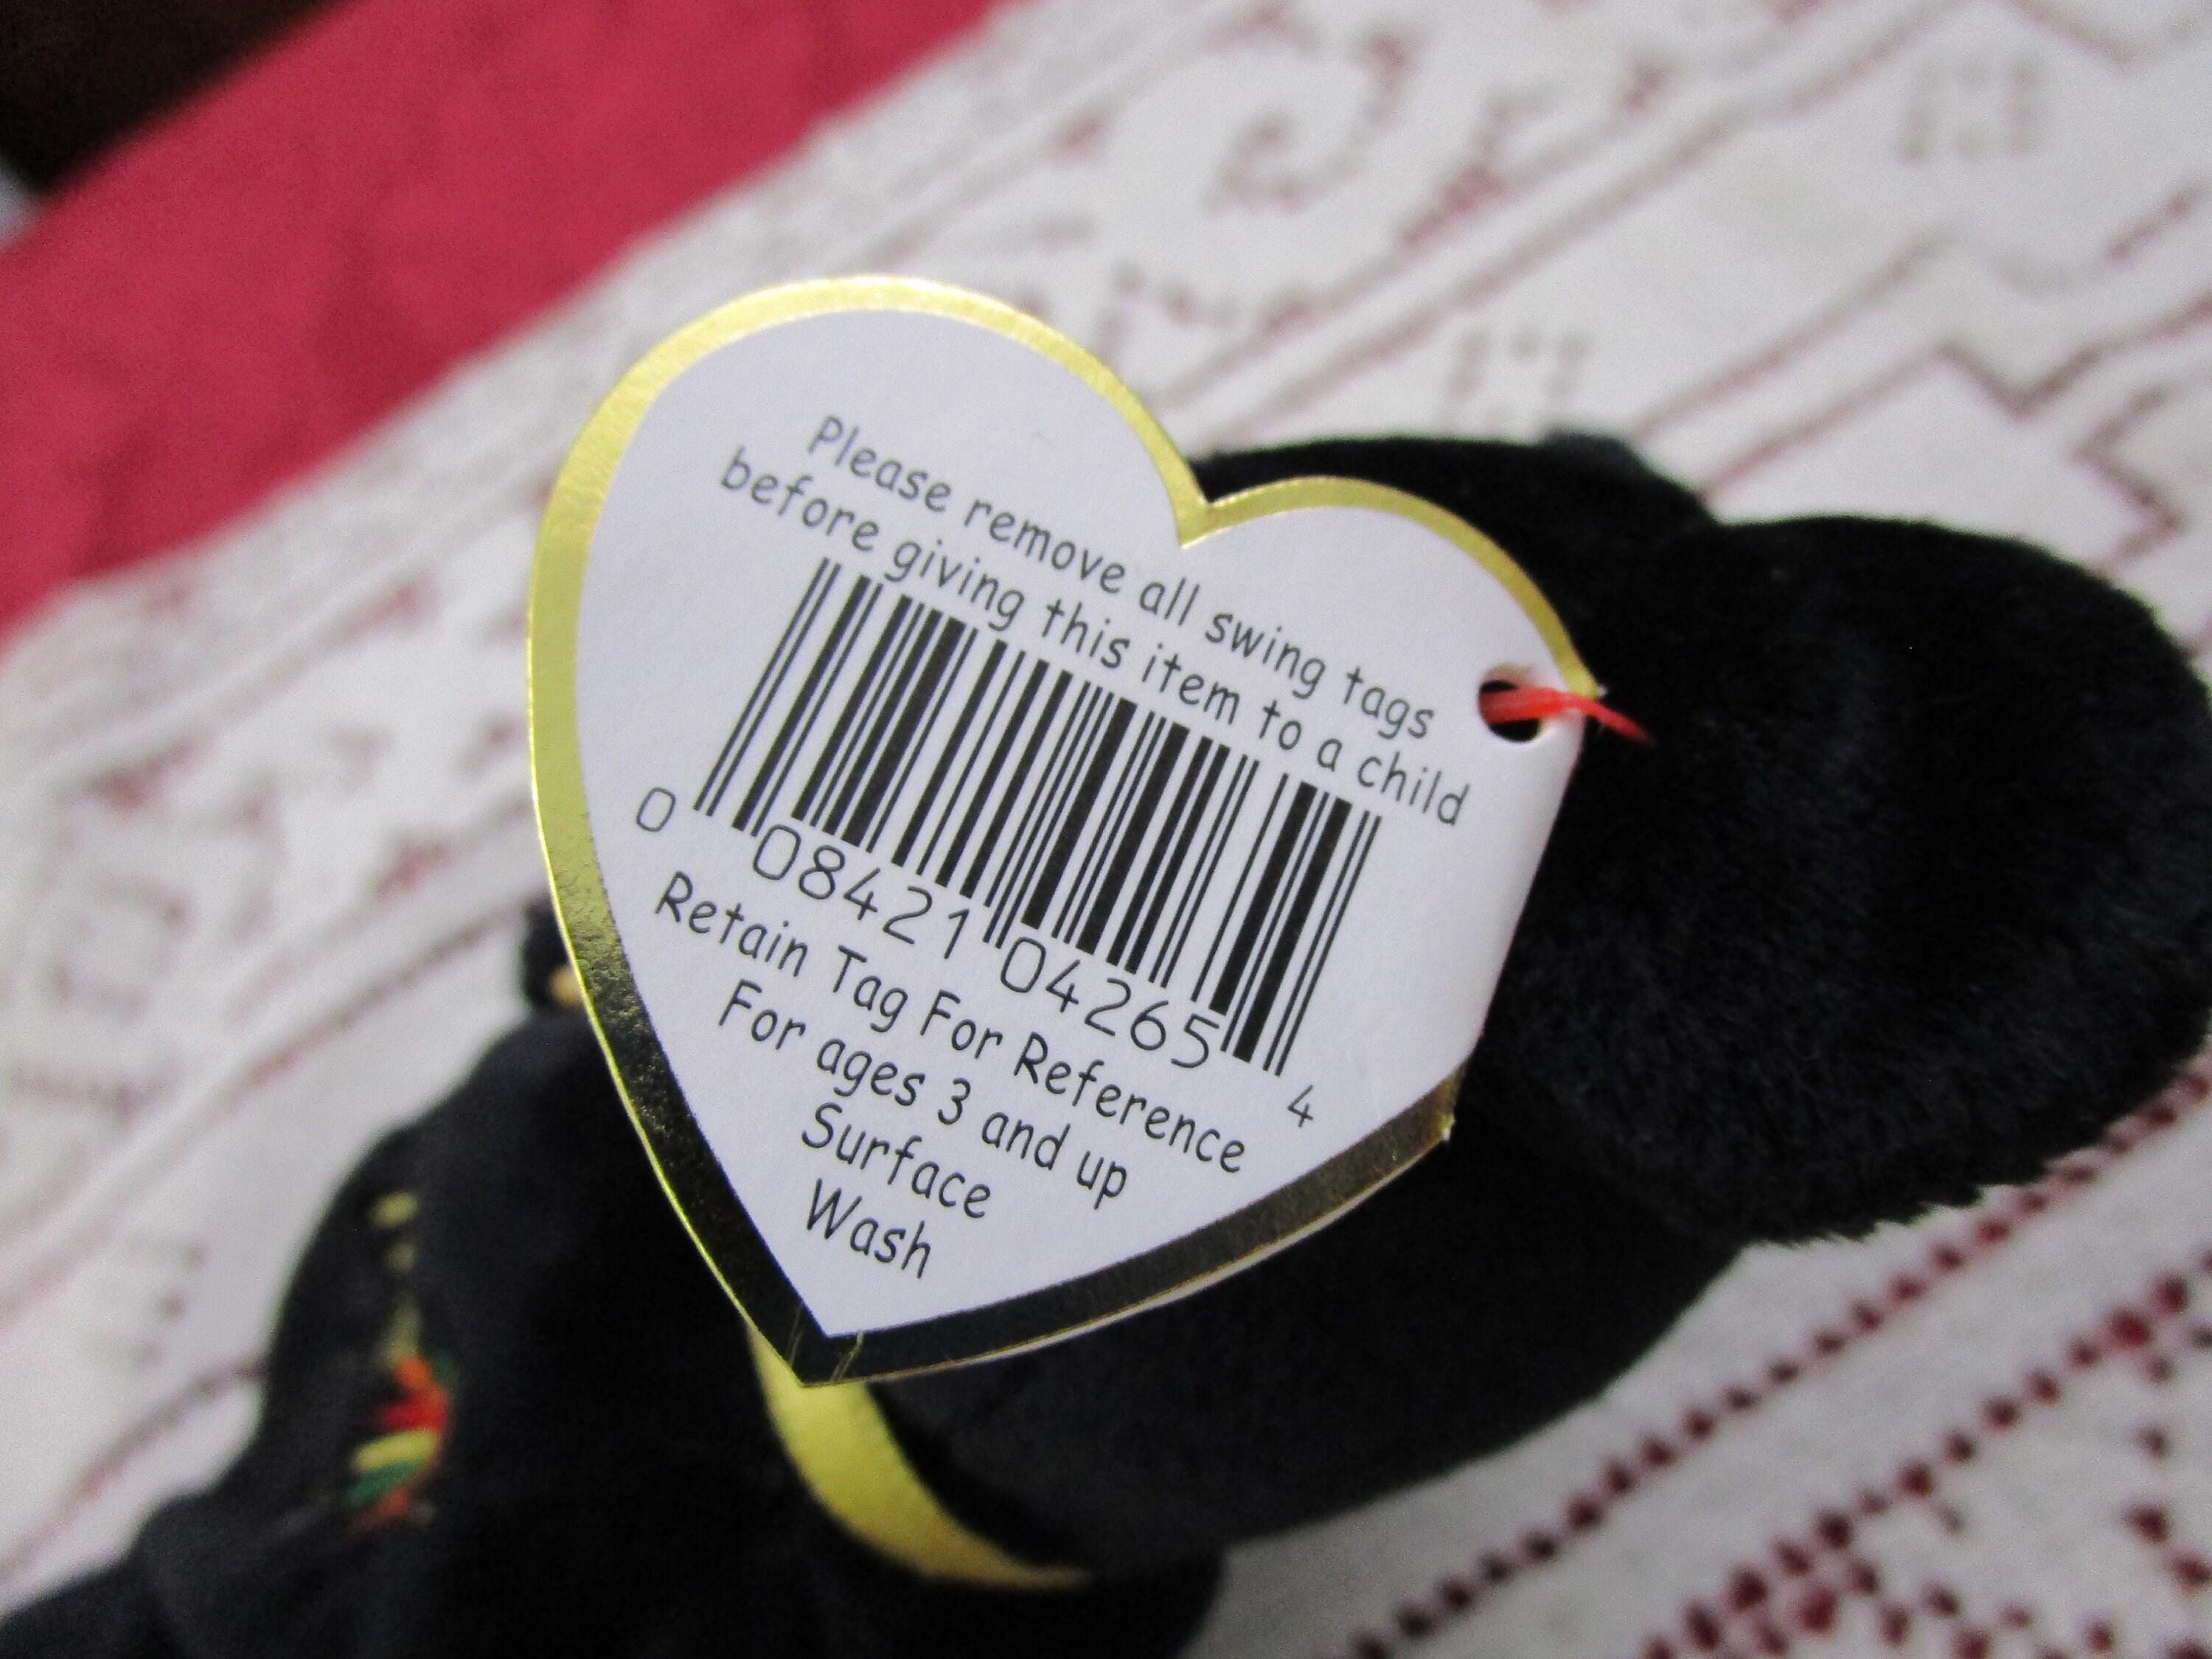 Please remove all swing tags
before giving this item to a child
0 08421 04265 4
Retain Tag For Reference
For ages 3 and up
Surface
Wash